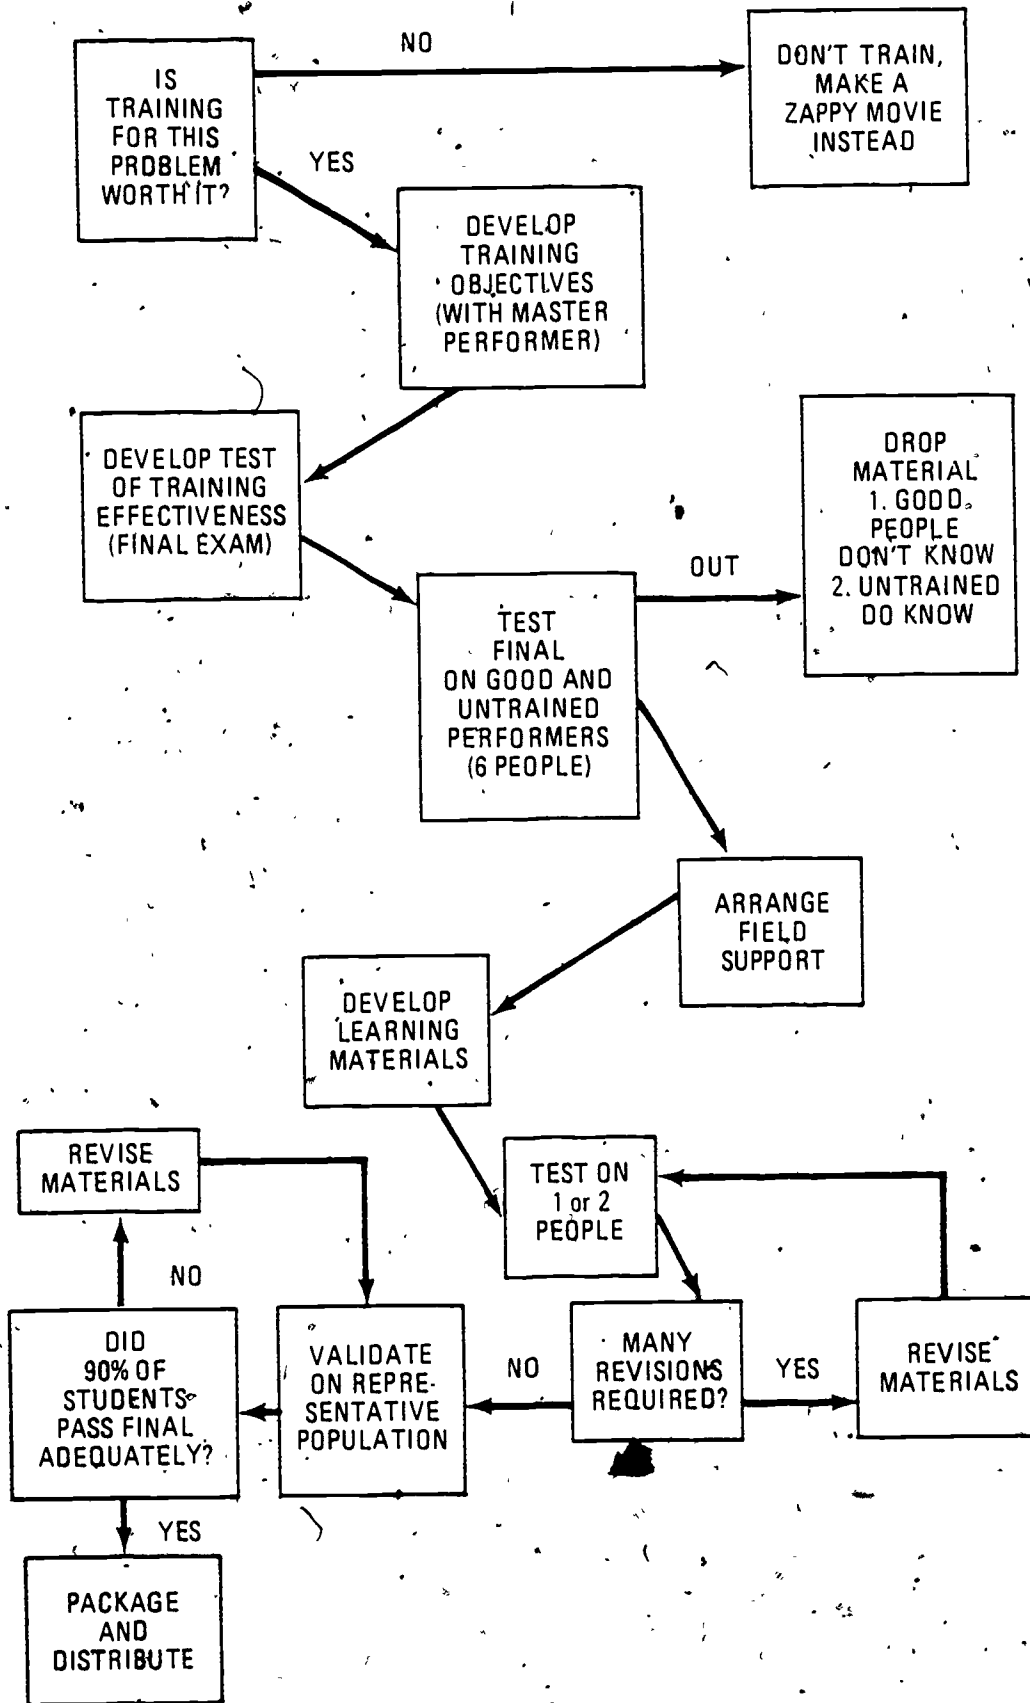 NO
IS
TRAINING
FOR THIS
PROBLEM
WORTH IT?
DON'T TRAIN,
MAKE A
ZAPPY MOVIE
INSTEAD
YES
DEVELOP
TRAINING
OBJECTIVES
(WITH MASTER
PERFORMER)
DEVELOP TEST
OF TRAINING
EFFECTIVENESS
(FINAL EXAM)
DROP
MATERIAL
1. GOOD
PEOPLE
DON'T KNOW
2. UNTRAINED
DO KNOW
OUT
TEST
FINAL
ON GOOD AND
UNTRAINED
PERFORMERS
(6 PEOPLE)
ARRANGE
FIELD
SUPPORT
DEVELOP
LEARNING
MATERIALS
REVISE
MATERIALS
TEST ON
1 or 2
PEOPLE
NO
DID
90% OF
STUDENTS
PASS FINAL
ADEQUATELY?
VALIDATE
ON REPRE-
SENTATIVE
POPULATION
NO
MANY
REVISIONS
REQUIRED?
YES
REVISE
MATERIALS
YES
PACKAGE
AND
DISTRIBUTE